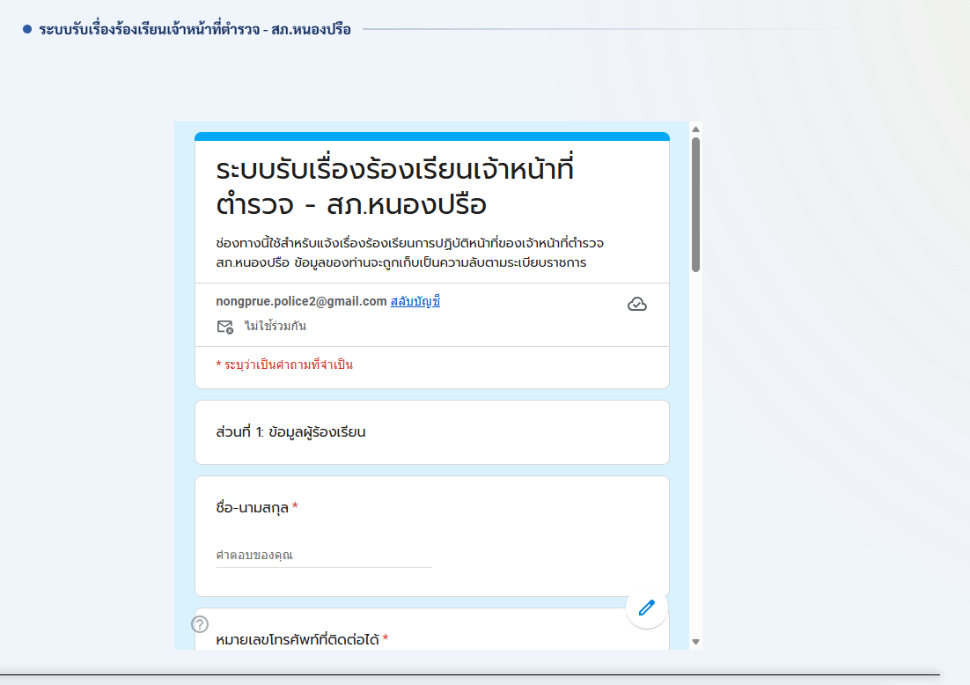 ระบบรับเรื่องร้องเรียนเจ้าหน้าที่ตำรวจ - สภ.หนองปรือ
ระบบรับเรื่องร้องเรียนเจ้าหน้าที่
ตำรวจ - สภ.หนองปรือ
ช่องทางนี้ใช้สำหรับแจ้งเรื่องร้องเรียนการปฏิบัติหน้าที่ของเจ้าหน้าที่ตำรวจ
สภ.หนองปรือ ข้อมูลของท่านจะถูกเก็บเป็นความลับตามระเบียบราชการ
nongprue.police2@gmail.com สลับบัญชี
ไม่ใช้ร่วมกัน
* ระบุว่าเป็นคำถามที่จำเป็น
ส่วนที่ 1: ข้อมูลผู้ร้องเรียน
ชื่อ-นามสกุล *
คำตอบของคุณ
หมายเลขโทรศัพท์ที่ติดต่อได้ *